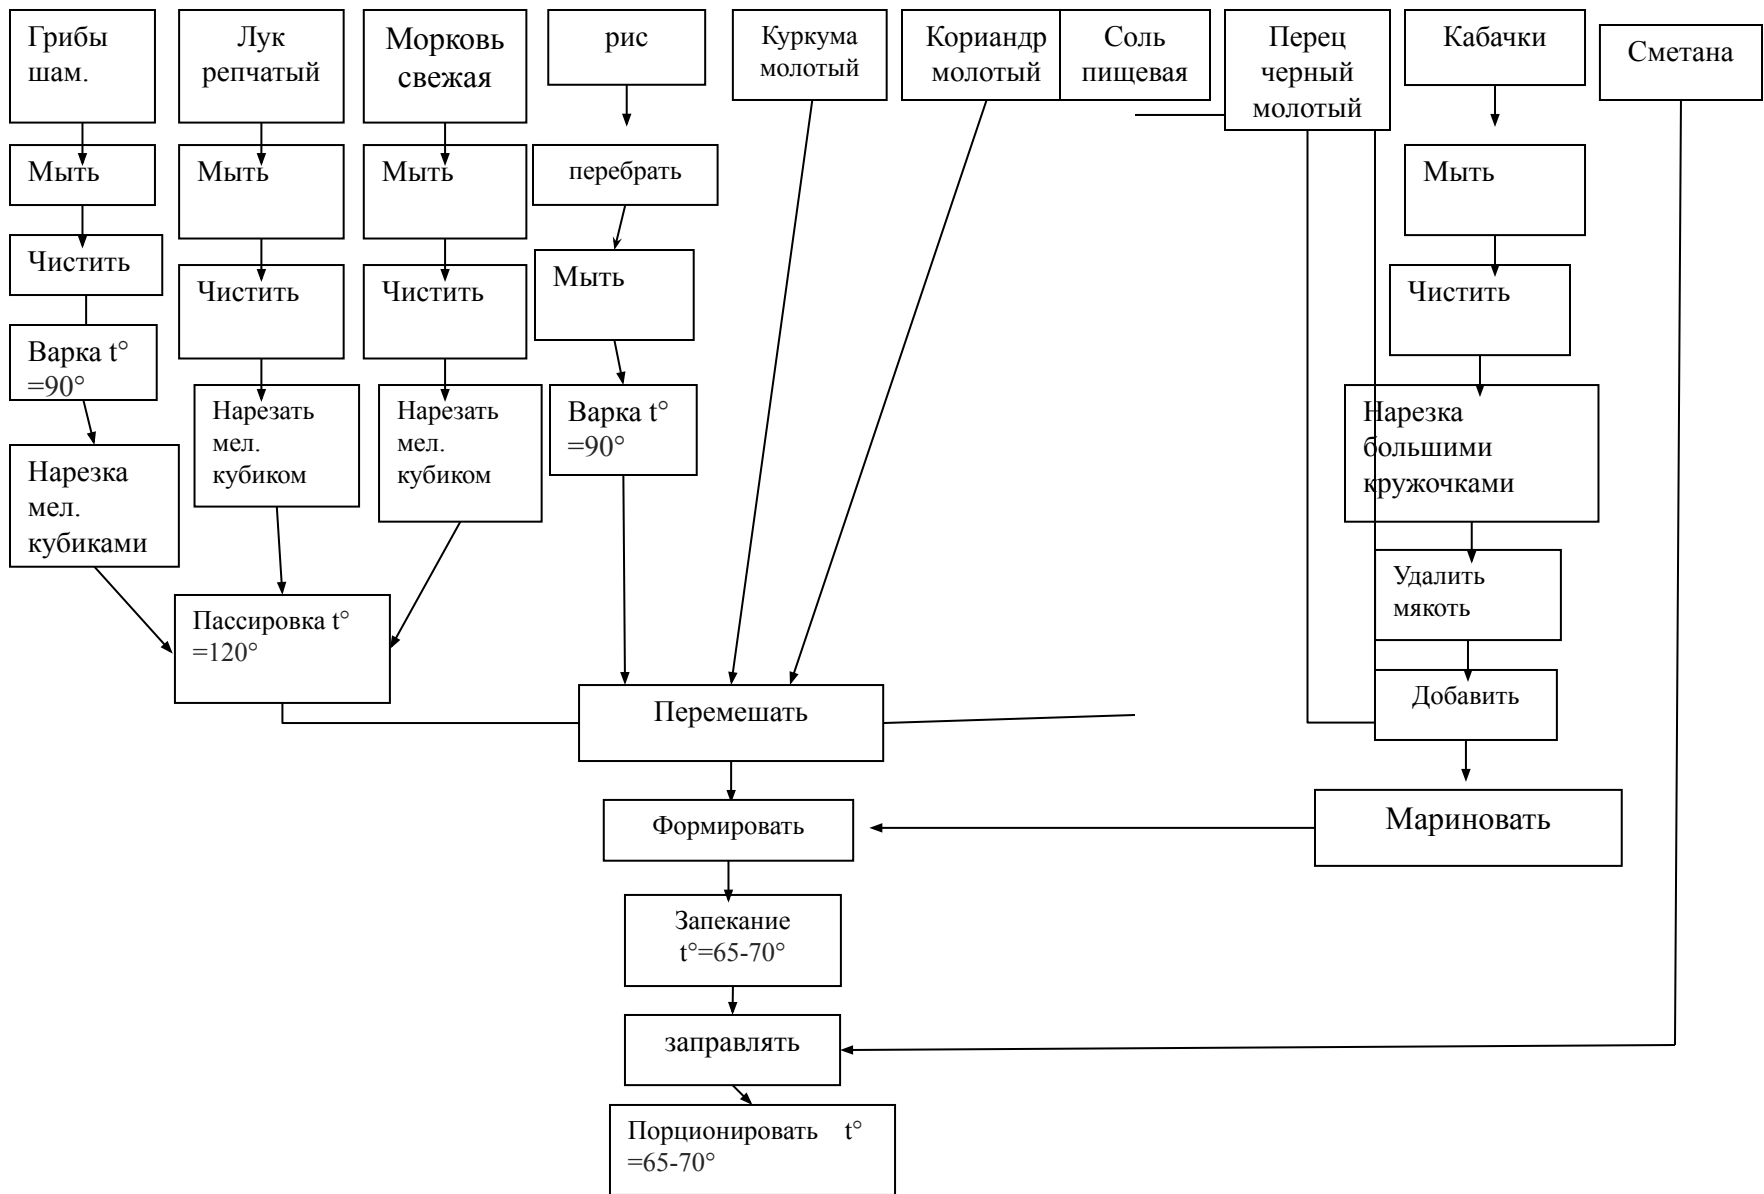 Грибы
шам.
Лук
репчатый
Морковь
свежая
рис
Куркума
молотый
Кориандр
молотый
Соль
пищевая
Перец
черный
молотый
Кабачки
Сметана
Мыть
Мыть
Мыть
перебрать
Мыть
Чистить
Чистить
Чистить
Мыть
Чистить
Варка t°
=90°
Нарезать
мел.
кубиком
Нарезать
мел.
кубиком
Варка t°
=90°
Нарезка
большими
кружочками
Нарезка
мел.
кубиками
Удалить
мякоть
Пассировка t°
=120°
Перемешать
Добавить
Формировать
Мариновать
Запекание
t°=65-70°
заправлять
Порционировать t°
=65-70°